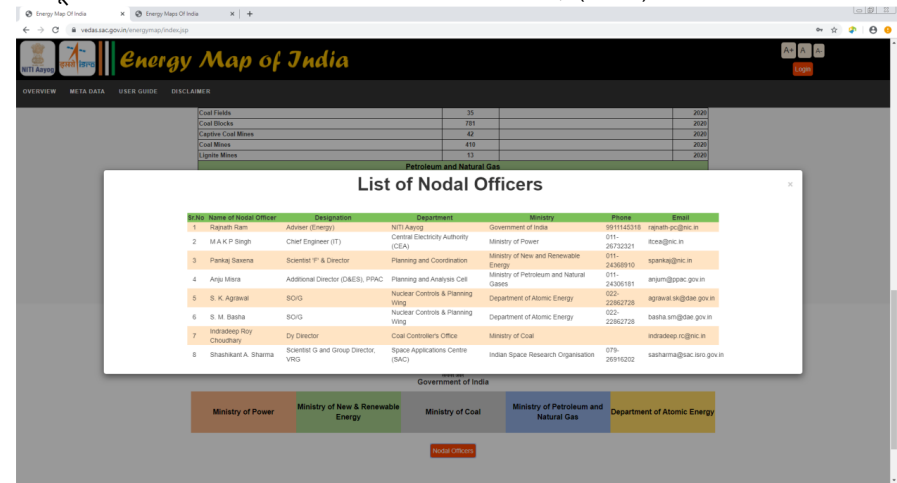 Energy Map Of India
Energy Maps Of India
vedas.sac.gov.in/energymap/index.jsp
NITI Aayog
इसरो isro
Energy Map of India
A+ A A-
Login
OVERVIEW META DATA USER GUIDE DISCLAIMER
Coal Fields 35 2020
Coal Blocks 781 2020
Captive Coal Mines 42 2020
Coal Mines 418 2020
Lignite Mines 13 2020
Petroleum and Natural Gas
List of Nodal Officers
×
Sr.No Name of Nodal Officer Designation Department Ministry Phone Email
1 Rajnath Ram Adviser (Energy) NITI Aayog Government of India 9911145318 rajnath-pc@nic.in
2 M A K P Singh Chief Engineer (IT) Central Electricity Authority (CEA) Ministry of Power 011-26732321 itcea@nic.in
3 Pankaj Saxena Scientist 'F' & Director Planning and Coordination Ministry of New and Renewable Energy 011-24368910 spankaj@nic.in
4 Anju Misra Additional Director (D&ES), PPAC Planning and Analysis Cell Ministry of Petroleum and Natural Gases 011-24306161 anjum@ppac.gov.in
5 S. K. Agrawal SO/G Nuclear Controls & Planning Wing Department of Atomic Energy 022-22862728 agrawal.sk@dae.gov.in
6 S. M. Basha SO/G Nuclear Controls & Planning Wing Department of Atomic Energy 022-22862728 basha.sm@dae.gov.in
7 Indradeep Roy Choudhary Dy Director Coal Controller's Office Ministry of Coal indradeep.rc@nic.in
8 Shashikant A. Sharma Scientist G and Group Director, VRG Space Applications Centre (SAC) Indian Space Research Organisation 079-26916202 sasharma@sac.isro.gov.in
Government of India
Ministry of Power
Ministry of New & Renewable Energy
Ministry of Coal
Ministry of Petroleum and Natural Gas
Department of Atomic Energy
Nodal Officers